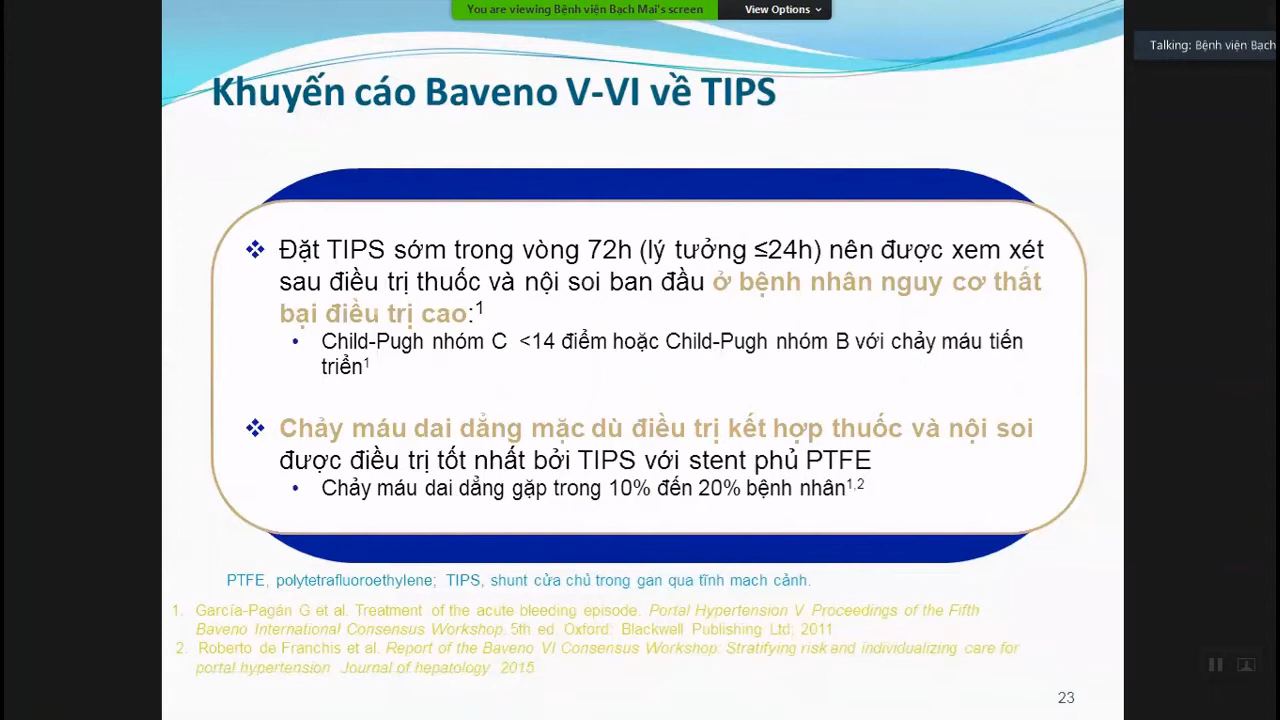 You are viewing Bệnh viện Bạch Mai's screen
View Options
Talking: Bệnh viện Bạch
Khuyến cáo Baveno V-VI về TIPS
Đặt TIPS sớm trong vòng 72h (lý tưởng ≤24h) nên được xem xét
sau điều trị thuốc và nội soi ban đầu ở bệnh nhân nguy cơ thất
bại điều trị cao:1
• Child-Pugh nhóm C <14 điểm hoặc Child-Pugh nhóm B với chảy máu tiến
triển1
Chảy máu dai dẳng mặc dù điều trị kết hợp thuốc và nội soi
được điều trị tốt nhất bởi TIPS với stent phủ PTFE
• Chảy máu dai dẳng gặp trong 10% đến 20% bệnh nhân1,2
PTFE, polytetrafluoroethylene; TIPS, shunt cửa chủ trong gan qua tĩnh mạch cảnh.
1. García-Pagán G et al. Treatment of the acute bleeding episode. Portal Hypertension V. Proceedings of the Fifth
Baveno International Consensus Workshop. 5th ed. Oxford: Blackwell Publishing Ltd; 2011
2. Roberto de Franchis et al. Report of the Baveno VI Consensus Workshop: Stratifying risk and individualizing care for
portal hypertension Journal of hepatology 2015
23